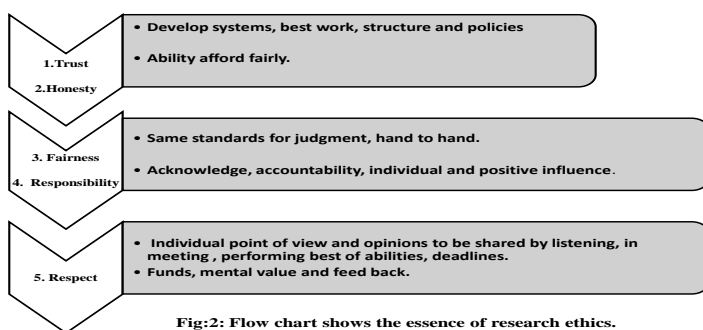 1.Trust
2.Honesty
• Develop systems, best work, structure and policies
• Ability afford fairly.
3. Fairness
4. Responsibility
• Same standards for judgment, hand to hand.
• Acknowledge, accountability, individual and positive influence.
5. Respect
• Individual point of view and opinions to be shared by listening, in
meeting , performing best of abilities, deadlines.
• Funds, mental value and feed back.
Fig:2: Flow chart shows the essence of research ethics.